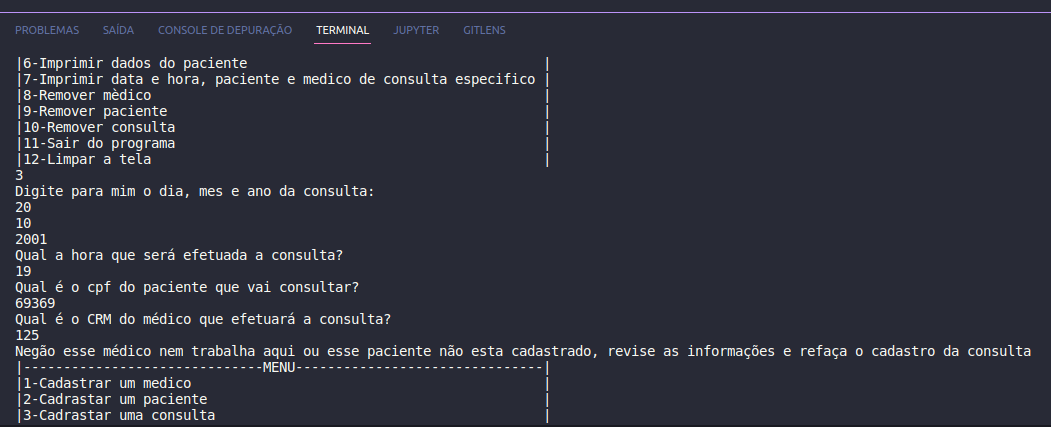 PROBLEMAS SAÍDA CONSOLE DE DEPURAÇÃO TERMINAL JUPYTER GITLENS
|6-Imprimir dados do paciente |
|7-Imprimir data e hora, paciente e medico de consulta especifico |
|8-Remover mèdico |
|9-Remover paciente |
|10-Remover consulta |
|11-Sair do programa |
|12-Limpar a tela |
3
Digite para mim o dia, mes e ano da consulta:
20
10
2001
Qual a hora que será efetuada a consulta?
19
Qual é o cpf do paciente que vai consultar?
69369
Qual é o CRM do médico que efetuará a consulta?
125
Negão esse médico nem trabalha aqui ou esse paciente não esta cadastrado, revise as informações e refaça o cadastro da consulta
|------------------------------MENU-------------------------------|
|1-Cadastrar um medico |
|2-Cadrastar um paciente |
|3-Cadrastar uma consulta |